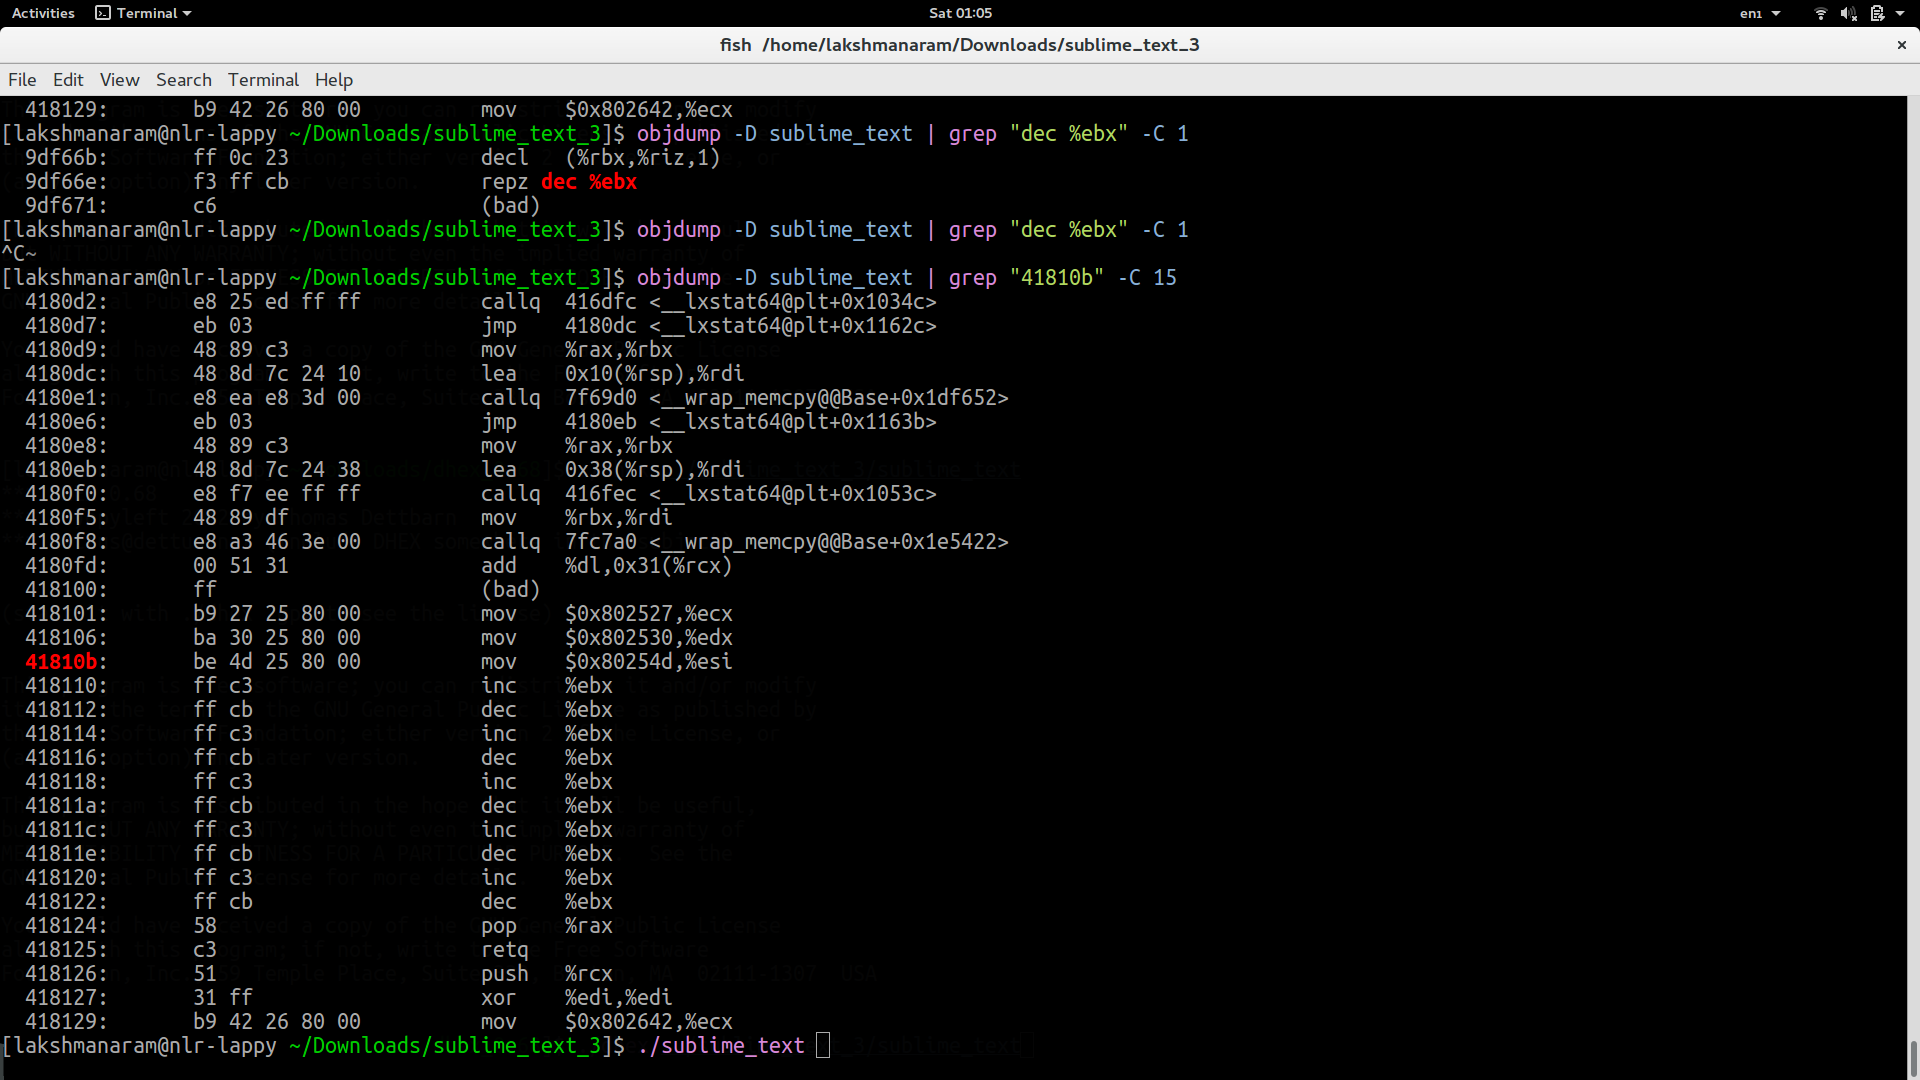 Activities Terminal Sat 01:05 en1
fish /home/lakshmanaram/Downloads/sublime_text_3
File Edit View Search Terminal Help
418129: b9 42 26 80 00 mov $0x802642,%ecx
[lakshmanaram@nlr-lappy ~/Downloads/sublime_text_3]$ objdump -D sublime_text | grep "dec %ebx" -C 1
9df66b: ff 0c 23 decl (%rbx,%riz,1)
9df66e: f3 ff cb repz dec %ebx
9df671: c6 (bad)
[lakshmanaram@nlr-lappy ~/Downloads/sublime_text_3]$ objdump -D sublime_text | grep "dec %ebx" -C 1
^C~
[lakshmanaram@nlr-lappy ~/Downloads/sublime_text_3]$ objdump -D sublime_text | grep "41810b" -C 15
4180d2: e8 25 ed ff ff callq 416dfc <__lxstat64@plt+0x1034c>
4180d7: eb 03 jmp 4180dc <__lxstat64@plt+0x1162c>
4180d9: 48 89 c3 mov %rax,%rbx
4180dc: 48 8d 7c 24 10 lea 0x10(%rsp),%rdi
4180e1: e8 ea e8 3d 00 callq 7f69d0 <__wrap_memcpy@@Base+0x1df652>
4180e6: eb 03 jmp 4180eb <__lxstat64@plt+0x1163b>
4180e8: 48 89 c3 mov %rax,%rbx
4180eb: 48 8d 7c 24 38 lea 0x38(%rsp),%rdi
4180f0: e8 f7 ee ff ff callq 416fec <__lxstat64@plt+0x1053c>
4180f5: 48 89 df mov %rbx,%rdi
4180f8: e8 a3 46 3e 00 callq 7fc7a0 <__wrap_memcpy@@Base+0x1e5422>
4180fd: 00 51 31 add %dl,0x31(%rcx)
418100: ff (bad)
418101: b9 27 25 80 00 mov $0x802527,%ecx
418106: ba 30 25 80 00 mov $0x802530,%edx
41810b: be 4d 25 80 00 mov $0x80254d,%esi
418110: ff c3 inc %ebx
418112: ff cb dec %ebx
418114: ff c3 inc %ebx
418116: ff cb dec %ebx
418118: ff c3 inc %ebx
41811a: ff cb dec %ebx
41811c: ff c3 inc %ebx
41811e: ff cb dec %ebx
418120: ff c3 inc %ebx
418122: ff cb dec %ebx
418124: 58 pop %rax
418125: c3 retq
418126: 51 push %rcx
418127: 31 ff xor %edi,%edi
418129: b9 42 26 80 00 mov $0x802642,%ecx
[lakshmanaram@nlr-lappy ~/Downloads/sublime_text_3]$ ./sublime_text